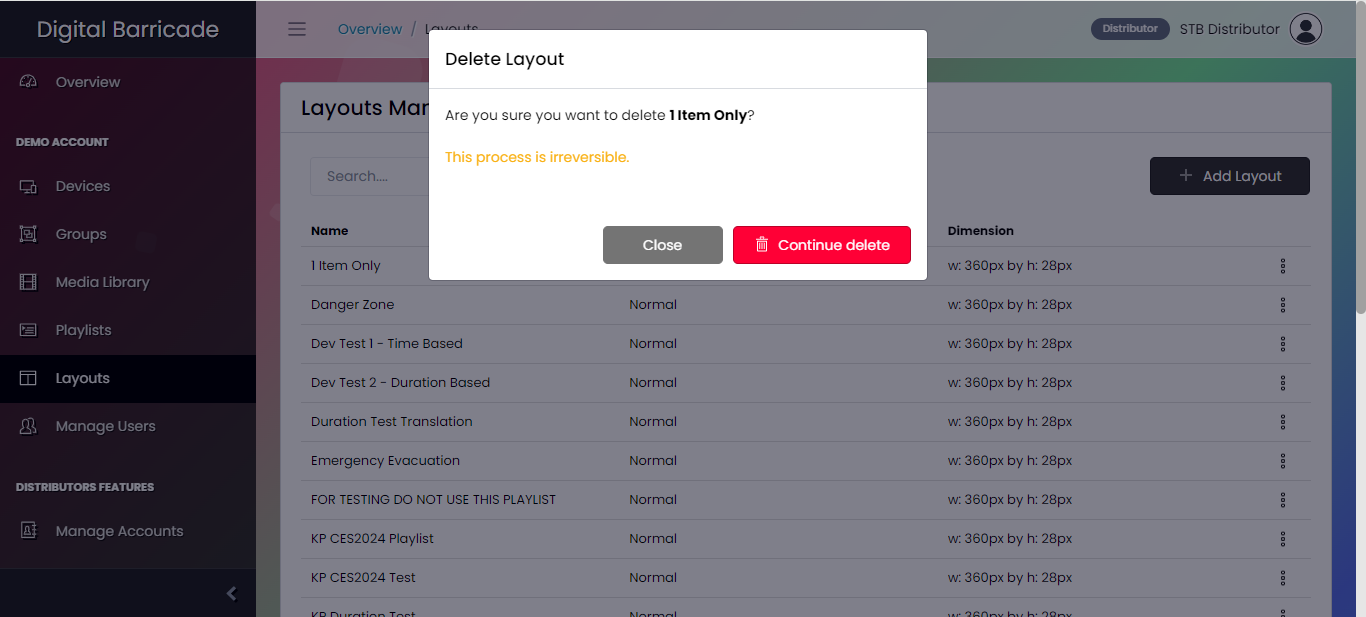 Digital Barricade
Overview / Layouts
Distributor STB Distributor
Overview
DEMO ACCOUNT
Devices
Groups
Media Library
Playlists
Layouts
Manage Users
DISTRIBUTORS FEATURES
Manage Accounts
Delete Layout
Are you sure you want to delete 1 Item Only?
This process is irreversible.
Close Continue delete
Layouts Man
Search....
Add Layout
Name Dimension
1 Item Only w: 360px by h: 28px
Danger Zone Normal w: 360px by h: 28px
Dev Test 1 - Time Based Normal w: 360px by h: 28px
Dev Test 2 - Duration Based Normal w: 360px by h: 28px
Duration Test Translation Normal w: 360px by h: 28px
Emergency Evacuation Normal w: 360px by h: 28px
FOR TESTING DO NOT USE THIS PLAYLIST Normal w: 360px by h: 28px
KP CES2024 Playlist Normal w: 360px by h: 28px
KP CES2024 Test Normal w: 360px by h: 28px
KP Duration Test Normal w: 360px by h: 28px